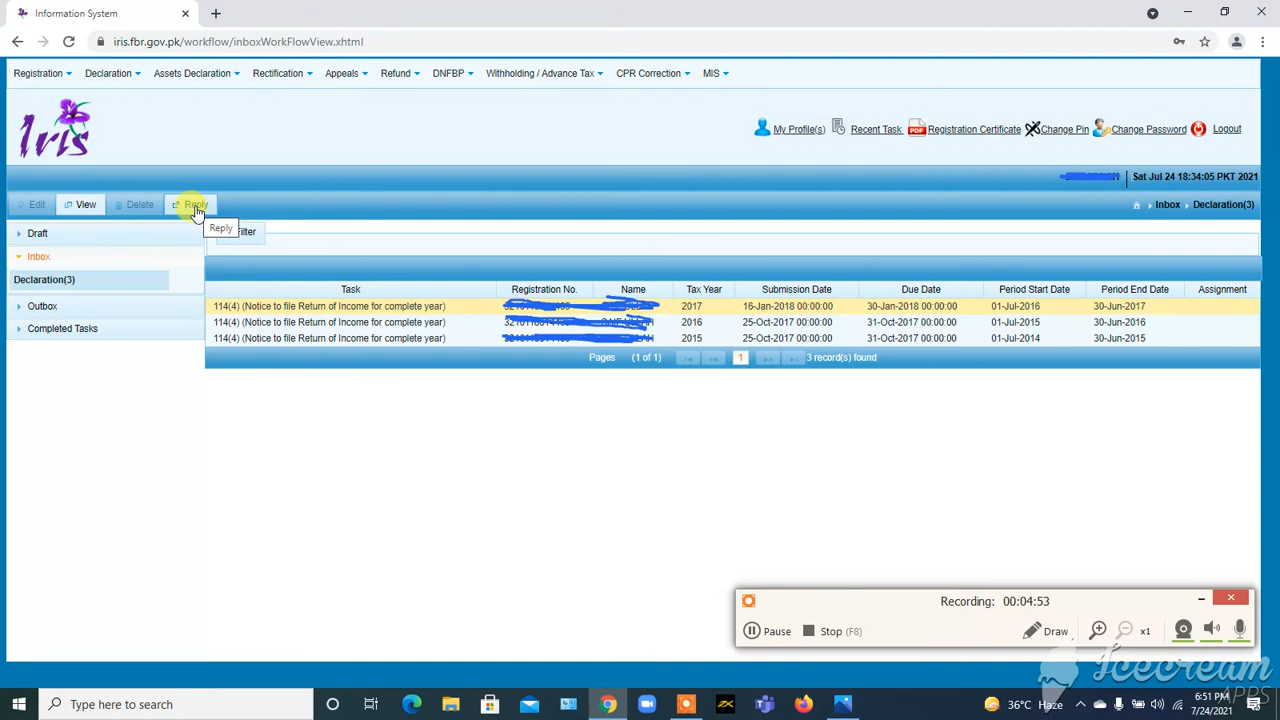 Information System
iris.fbr.gov.pk/workflow/inboxWorkFlowView.xhtml
Registration Declaration Assets Declaration Rectification Appeals Refund DNFBP Withholding / Advance Tax CPR Correction MIS
Iris
My Profile(s) Recent Task PDF Registration Certificate Change Pin Change Password Logout
Sat Jul 24 18:34:05 PKT 2021
Edit View Delete Reply Inbox Declaration(3)
Reply
Filter
Draft
Inbox
Declaration(3)
Outbox
Completed Tasks
Task Registration No. Name Tax Year Submission Date Due Date Period Start Date Period End Date Assignment
114(4) (Notice to file Return of Income for complete year) 2017 16-Jan-2018 00:00:00 30-Jan-2018 00:00:00 01-Jul-2016 30-Jun-2017
114(4) (Notice to file Return of Income for complete year) 2016 25-Oct-2017 00:00:00 31-Oct-2017 00:00:00 01-Jul-2015 30-Jun-2016
114(4) (Notice to file Return of Income for complete year) 2015 25-Oct-2017 00:00:00 31-Oct-2017 00:00:00 01-Jul-2014 30-Jun-2015
Pages (1 of 1) 1 3 record(s) found
Recording: 00:04:53
Pause Stop (F8) Draw x1
Icecream
APPS
Type here to search
36°C Haze
6:51 PM
7/24/2021